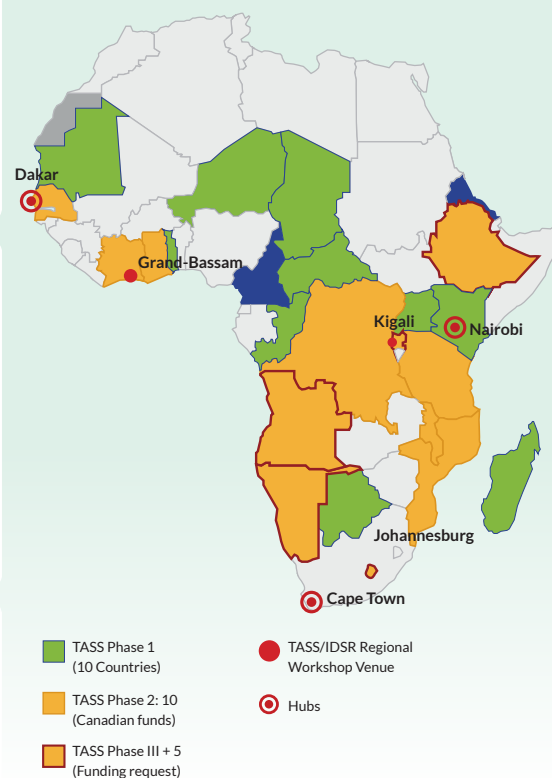 Dakar
Grand-Bassam
Kigali
Nairobi
Johannesburg
Cape Town
TASS Phase 1
(10 Countries)
TASS Phase 2: 10
(Canadian funds)
TASS Phase III + 5
(Funding request)
TASS/IDSR Regional
Workshop Venue
Hubs